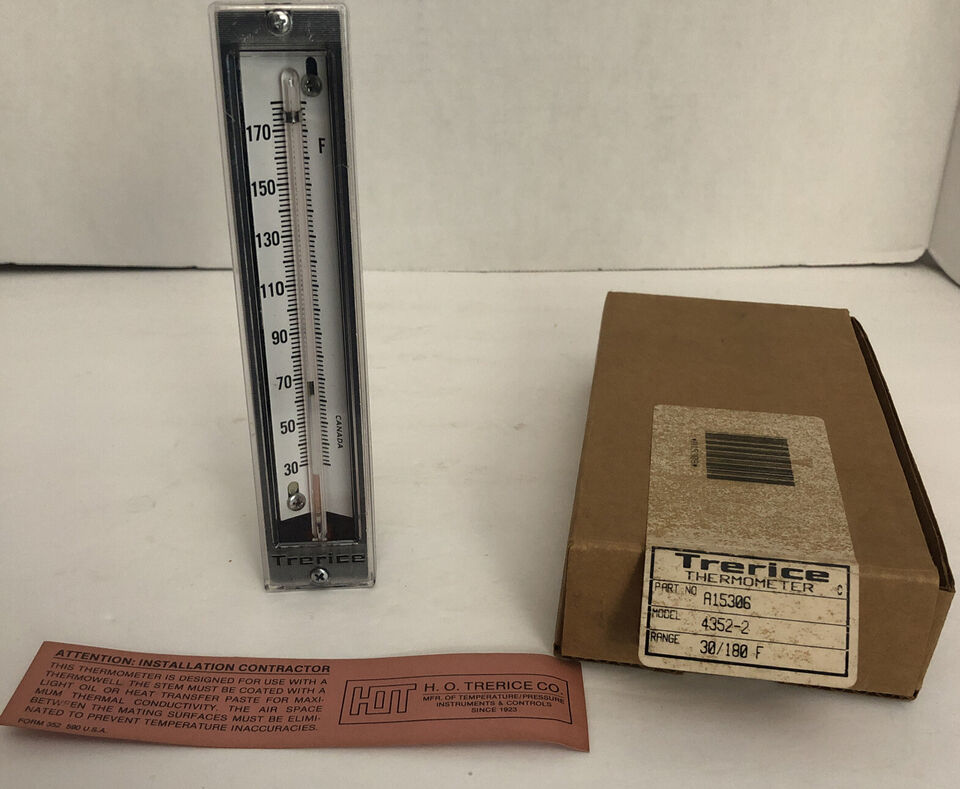 170
F
150
130
110
90
70
50
CANADA
30
Trerice
Trerice
THERMOMETER
PART NO A15306
MODEL 4352-2
RANGE 30/180 F
ATTENTION: INSTALLATION CONTRACTOR
THIS THERMOMETER IS DESIGNED FOR USE WITH A
THERMOWELL. THE STEM MUST BE COATED WITH A
LIGHT OIL OR HEAT TRANSFER PASTE FOR MAXI-
MUM THERMAL CONDUCTIVITY. THE AIR SPACE
BETWEEN THE MATING SURFACES MUST BE ELIMI-
NATED TO PREVENT TEMPERATURE INACCURACIES.
FORM 352 590 U.S.A.
HOT
H. O. TRERICE CO.
MFR. OF TEMPERATURE/PRESSURE
INSTRUMENTS & CONTROLS
SINCE 1923